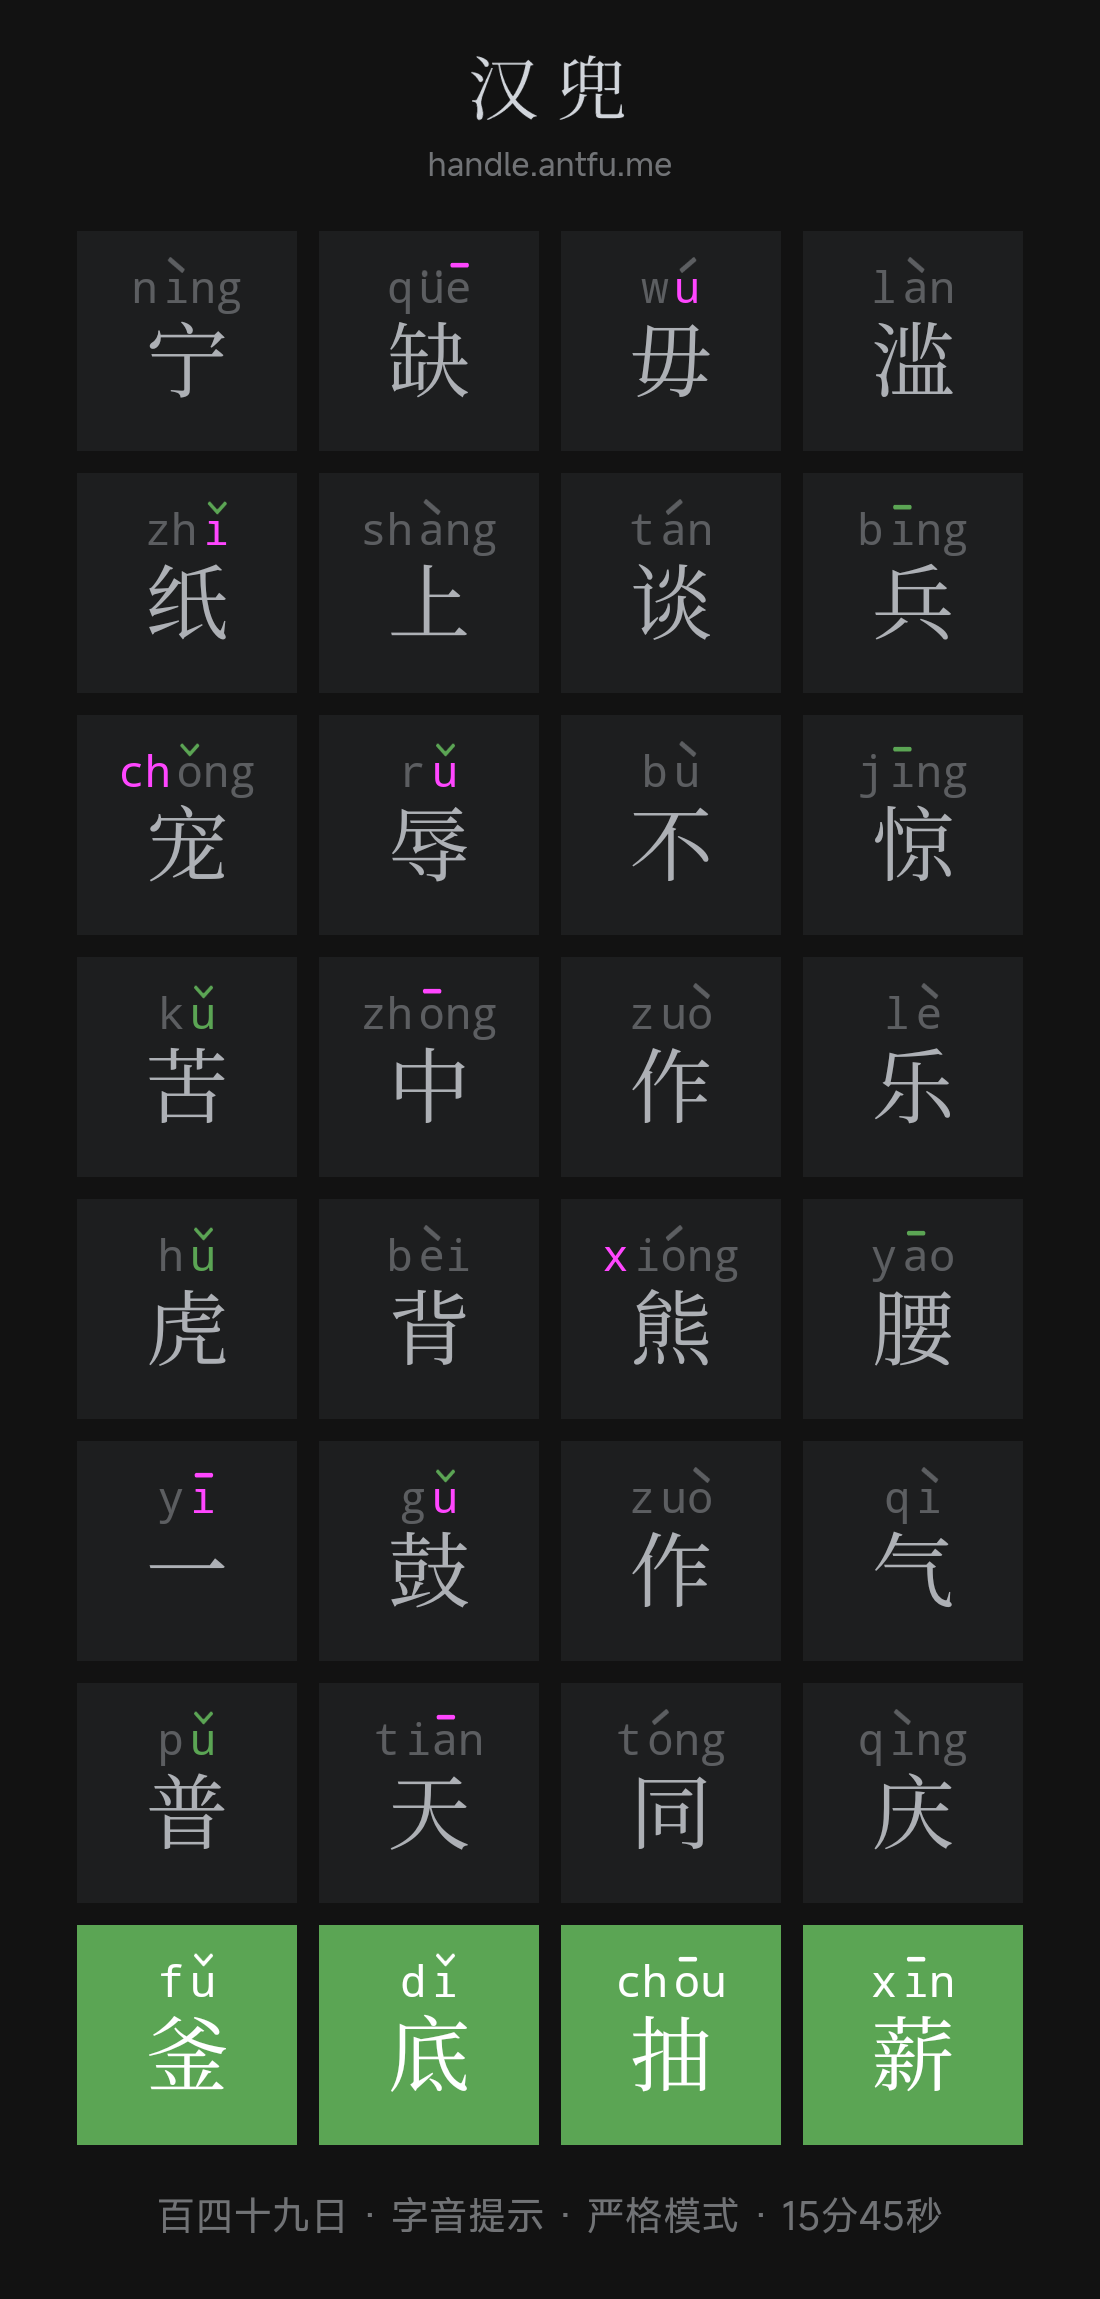 汉兜
handle.antfu.me
nìng qüē wú làn
宁缺毋滥
zhǐ shàng tán bīng
纸上谈兵
chǒng rǔ bù jīng
宠辱不惊
kǔ zhōng zuò lè
苦中作乐
hǔ bèi xióng yāo
虎背熊腰
yī gǔ zuò qì
一鼓作气
pǔ tiān tóng qìng
普天同庆
fǔ dǐ chōu xīn
釜底抽薪
百四十九日 · 字音提示 · 严格模式 · 15分45秒